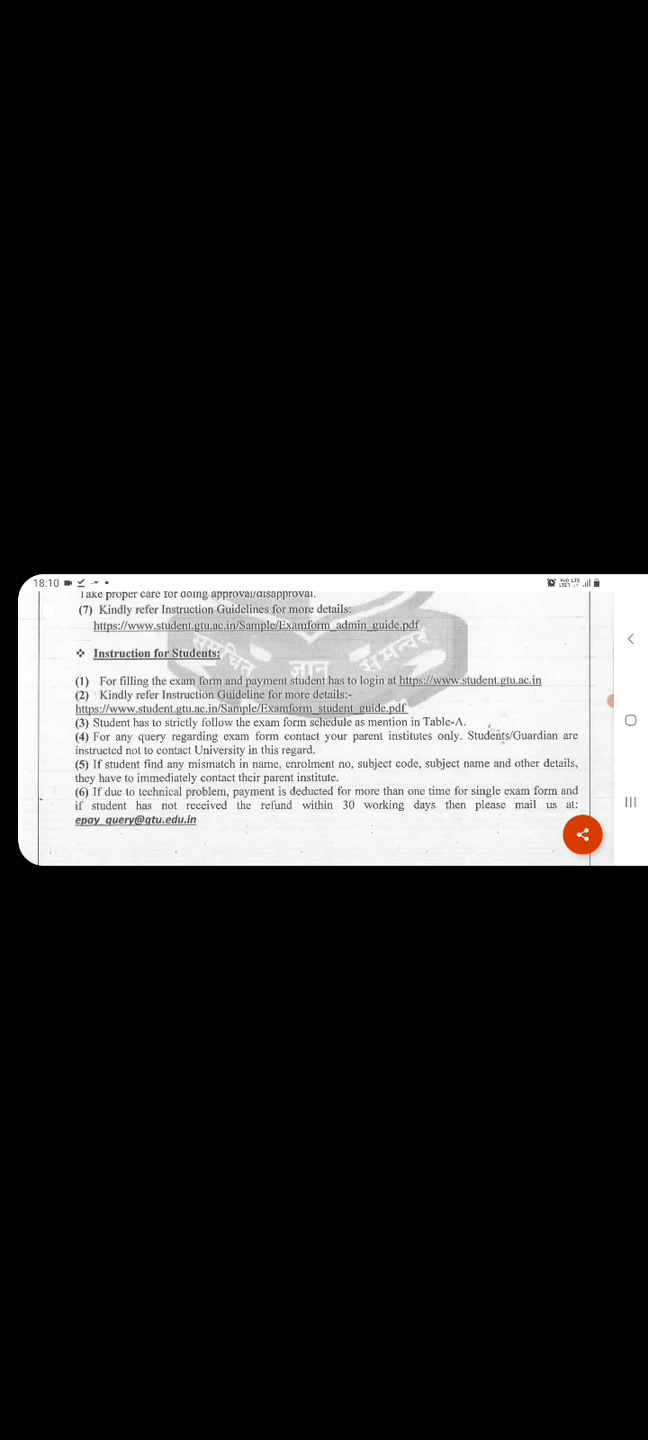 18:10
Take proper care for doing approval/disapproval.
(7) Kindly refer Instruction Guidelines for more details:
https://www.student.gtu.ac.in/Sample/Examform_admin_guide.pdf
समुचित ज्ञान समन्वय
❖ Instruction for Students:
(1) For filling the exam form and payment student has to login at https://www.student.gtu.ac.in
(2) Kindly refer Instruction Guideline for more details:-
https://www.student.gtu.ac.in/Sample/Examform_student_guide.pdf
(3) Student has to strictly follow the exam form schedule as mention in Table-A.
(4) For any query regarding exam form contact your parent institutes only. Students/Guardian are
instructed not to contact University in this regard.
(5) If student find any mismatch in name, enrolment no, subject code, subject name and other details,
they have to immediately contact their parent institute.
(6) If due to technical problem, payment is deducted for more than one time for single exam form and
if student has not received the refund within 30 working days then please mail us at:
epay_query@gtu.edu.in